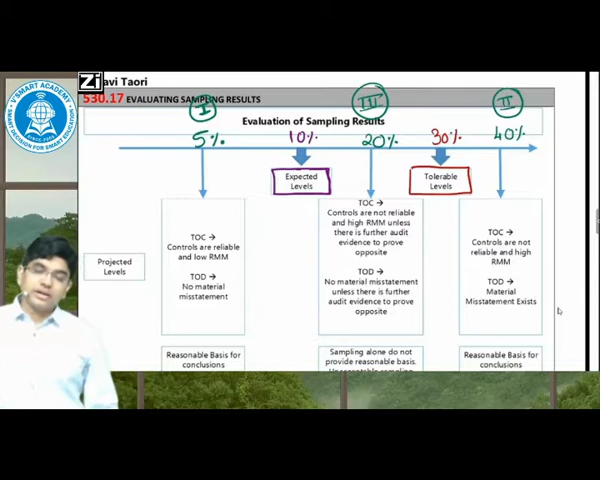 V'SMART ACADEMY
SMART DECISION FOR SMART EDUCATION
Zi avi Taori
530.17 EVALUATING SAMPLING RESULTS
I
III
II
Evaluation of Sampling Results
5%
10%
20%
30%
40%
Expected
Levels
Tolerable
Levels
Projected
Levels
TOC →
Controls are reliable
and low RMM
TOD →
No material
misstatement
TOC →
Controls are not reliable
and high RMM unless
there is further audit
evidence to prove
opposite
TOD →
No material misstatement
unless there is further
audit evidence to prove
opposite
TOC →
Controls are not
reliable and high
RMM
TOD →
Material
Misstatement Exists
Reasonable Basis for
conclusions
Sampling alone do not
provide reasonable basis.
Reasonable Basis for
conclusions